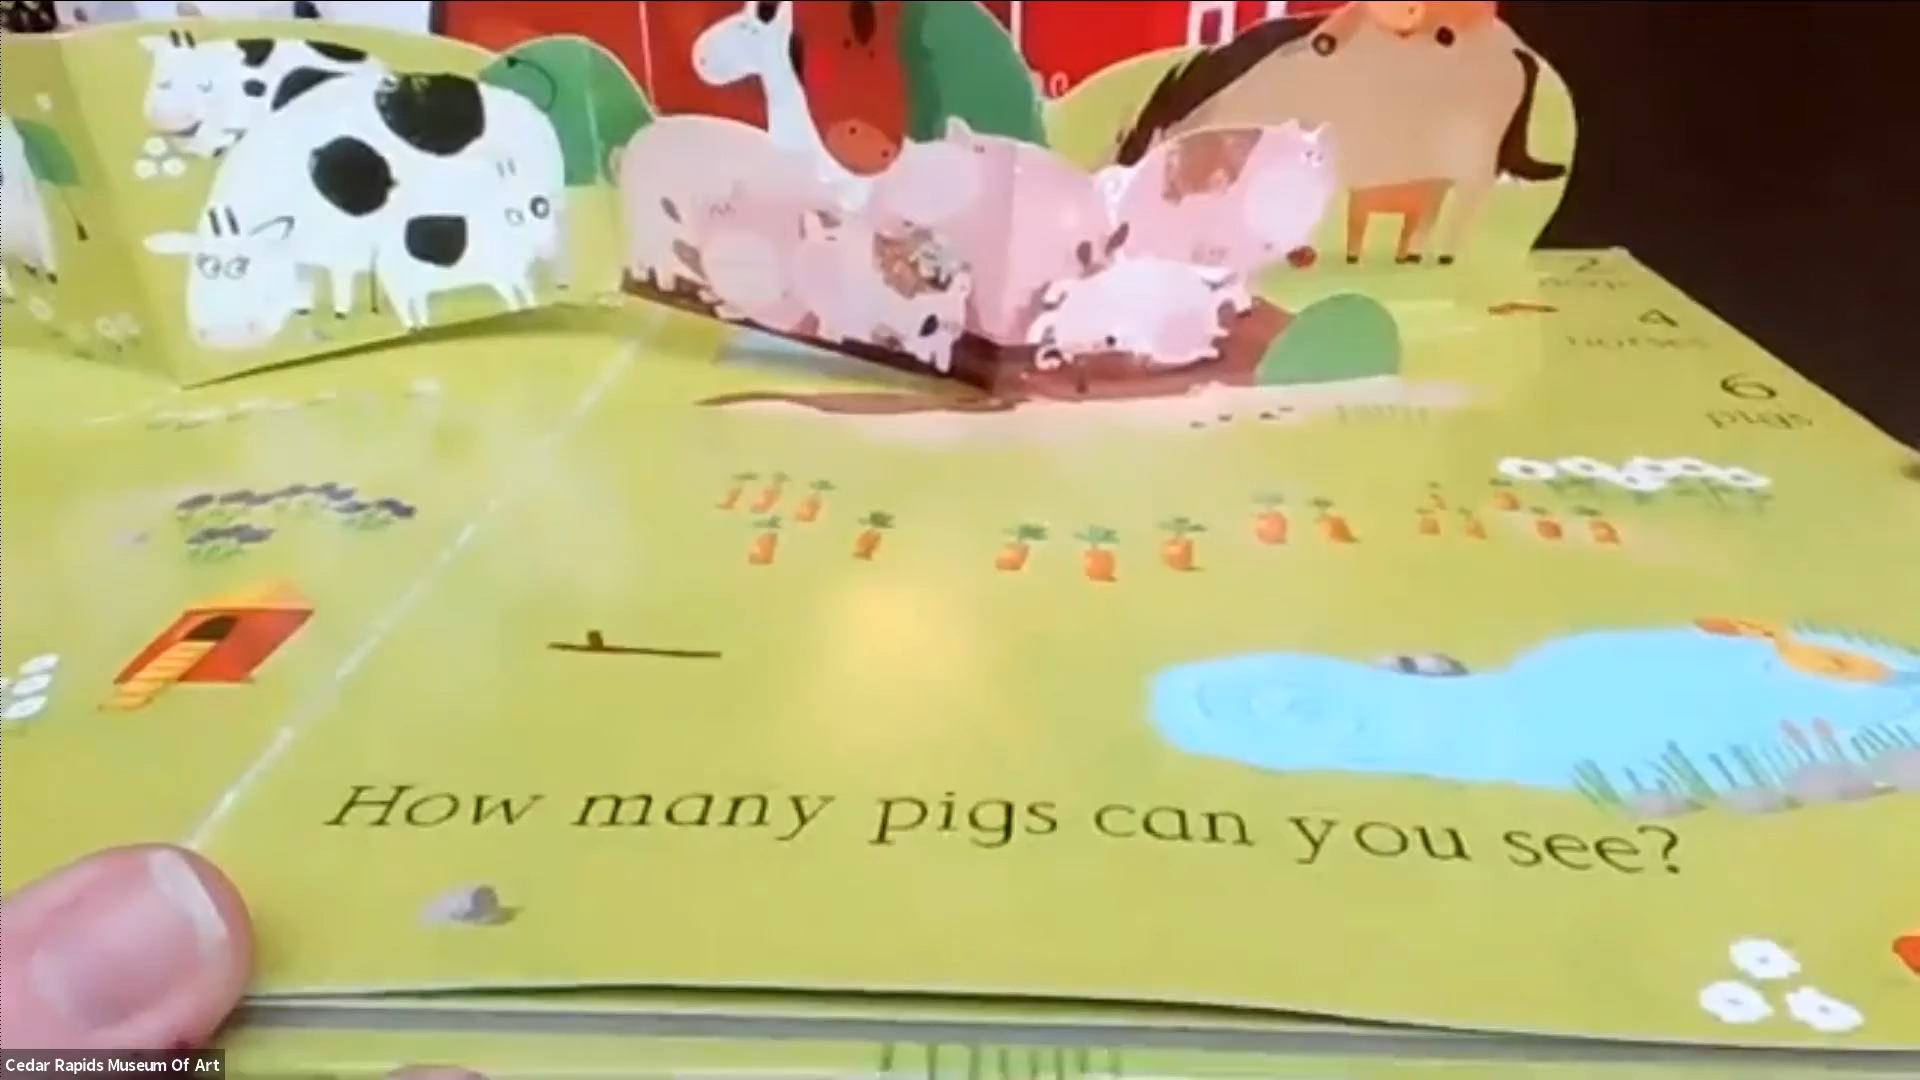 2
4
horses
6
pigs
How many pigs can you see?
Cedar Rapids Museum Of Art